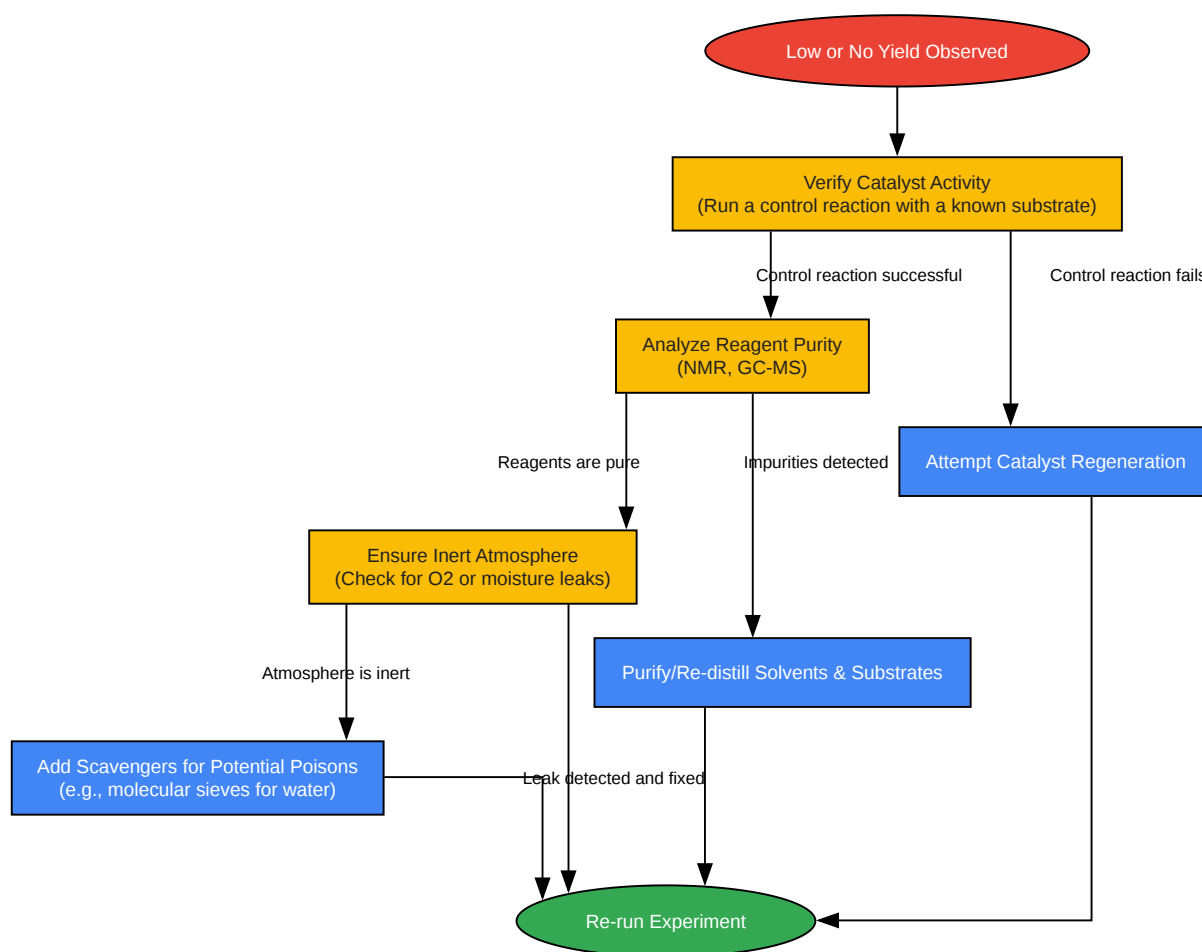 Low or No Yield Observed
Verify Catalyst Activity
(Run a control reaction with a known substrate)
Control reaction successful
Control reaction fails
Analyze Reagent Purity
(NMR, GC-MS)
Reagents are pure
Impurities detected
Attempt Catalyst Regeneration
Ensure Inert Atmosphere
(Check for O2 or moisture leaks)
Atmosphere is inert
Purify/Re-distill Solvents & Substrates
Add Scavengers for Potential Poisons
(e.g., molecular sieves for water)
Leak detected and fixed
Re-run Experiment